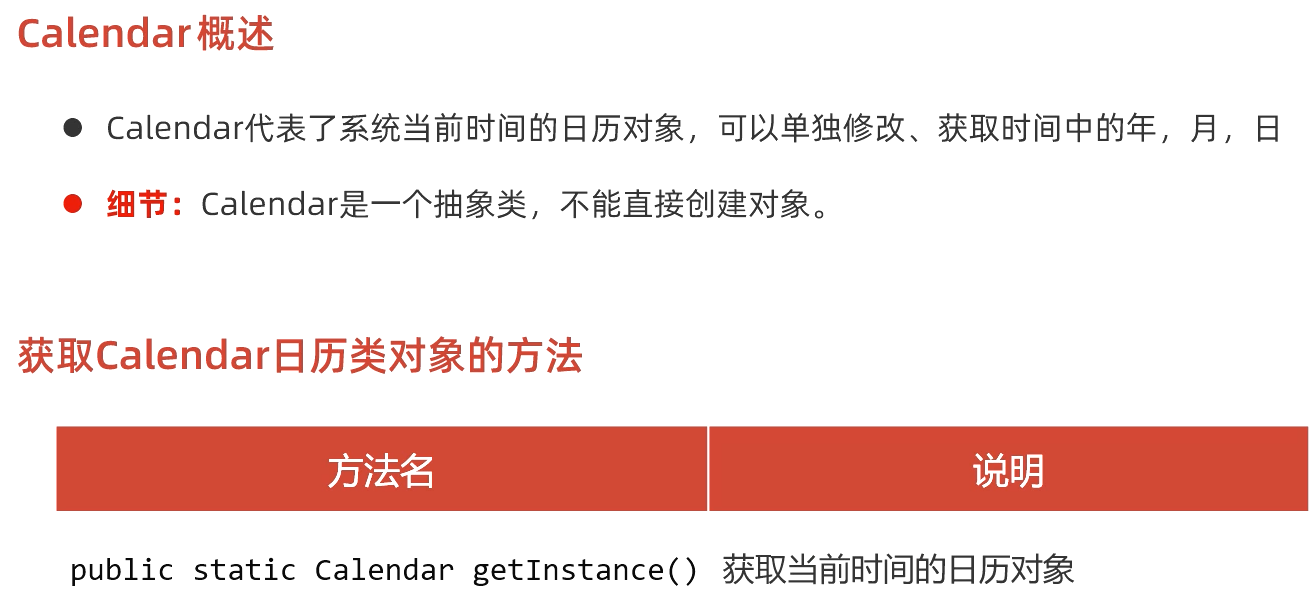 Calendar概述
Calendar代表了系统当前时间的日历对象，可以单独修改、获取时间中的年，月，日
细节：Calendar是一个抽象类，不能直接创建对象。
获取Calendar日历类对象的方法
方法名 说明
public static Calendar getInstance() 获取当前时间的日历对象